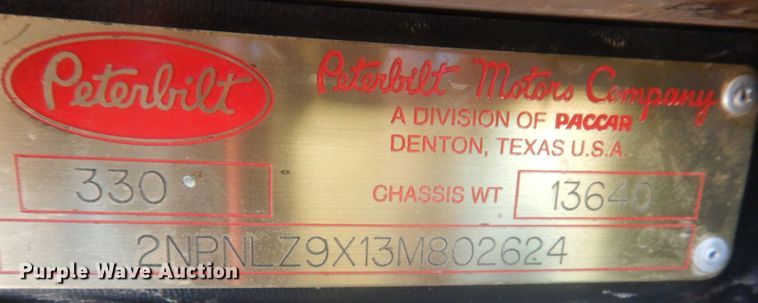 Peterbilt
Peterbilt Motors Company
A DIVISION OF PACCAR
DENTON, TEXAS U.S.A.
330
CHASSIS WT 13640
2NPNLZ9X13M802624
Purple Wave Auction